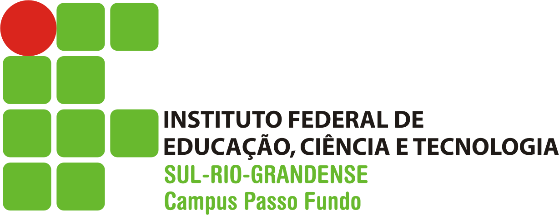 INSTITUTO FEDERAL DE
EDUCAÇÃO, CIÊNCIA E TECNOLOGIA
SUL-RIO-GRANDENSE
Campus Passo Fundo